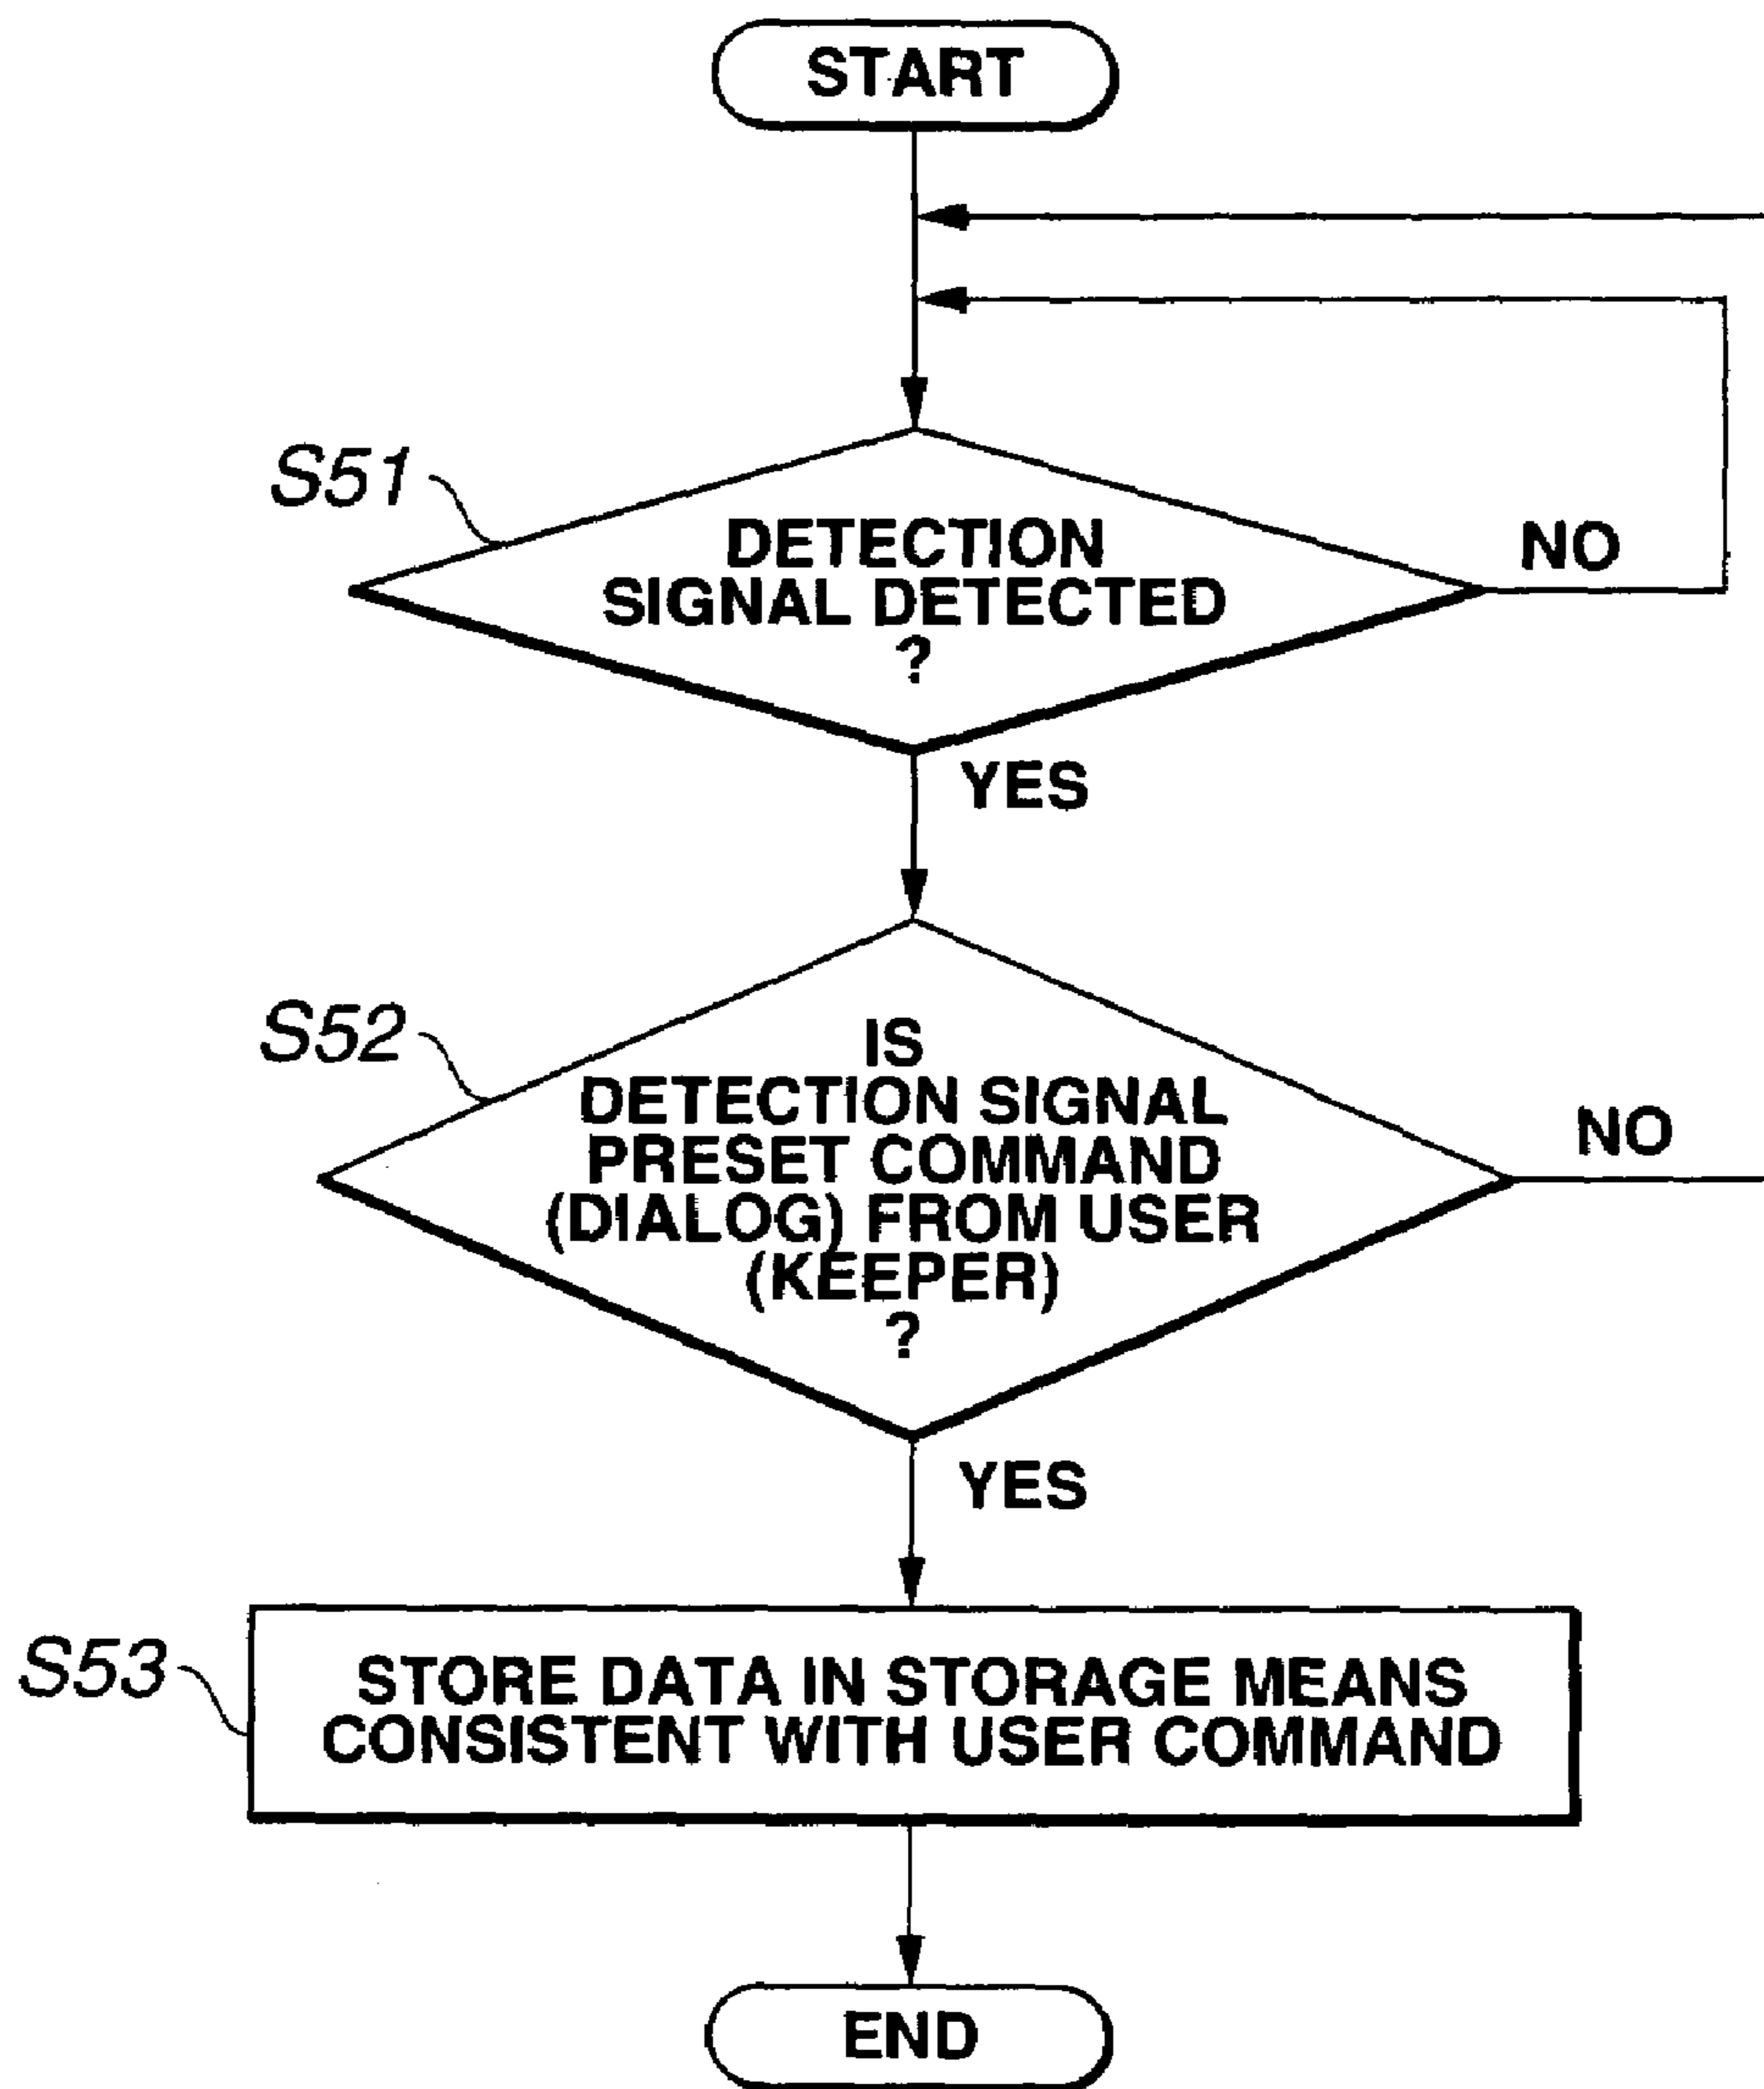 START
S51
DETECTION
SIGNAL DETECTED
?
NO
YES
S52
IS
DETECTION SIGNAL
PRESET COMMAND
(DIALOG) FROM USER
(KEEPER)
?
NO
YES
S53
STORE DATA IN STORAGE MEANS
CONSISTENT WITH USER COMMAND
END